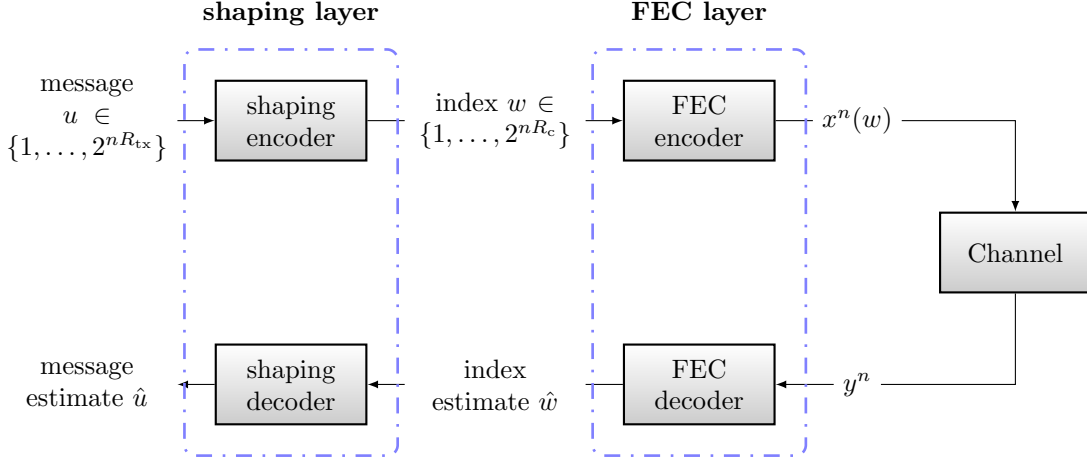 shaping layer
FEC layer
message
u ∈
{1, . . . , 2^{nR_tx}}
shaping
encoder
index w ∈
{1, . . . , 2^{nR_c}}
FEC
encoder
x^n(w)
Channel
message
estimate û
shaping
decoder
index
estimate ŵ
FEC
decoder
y^n